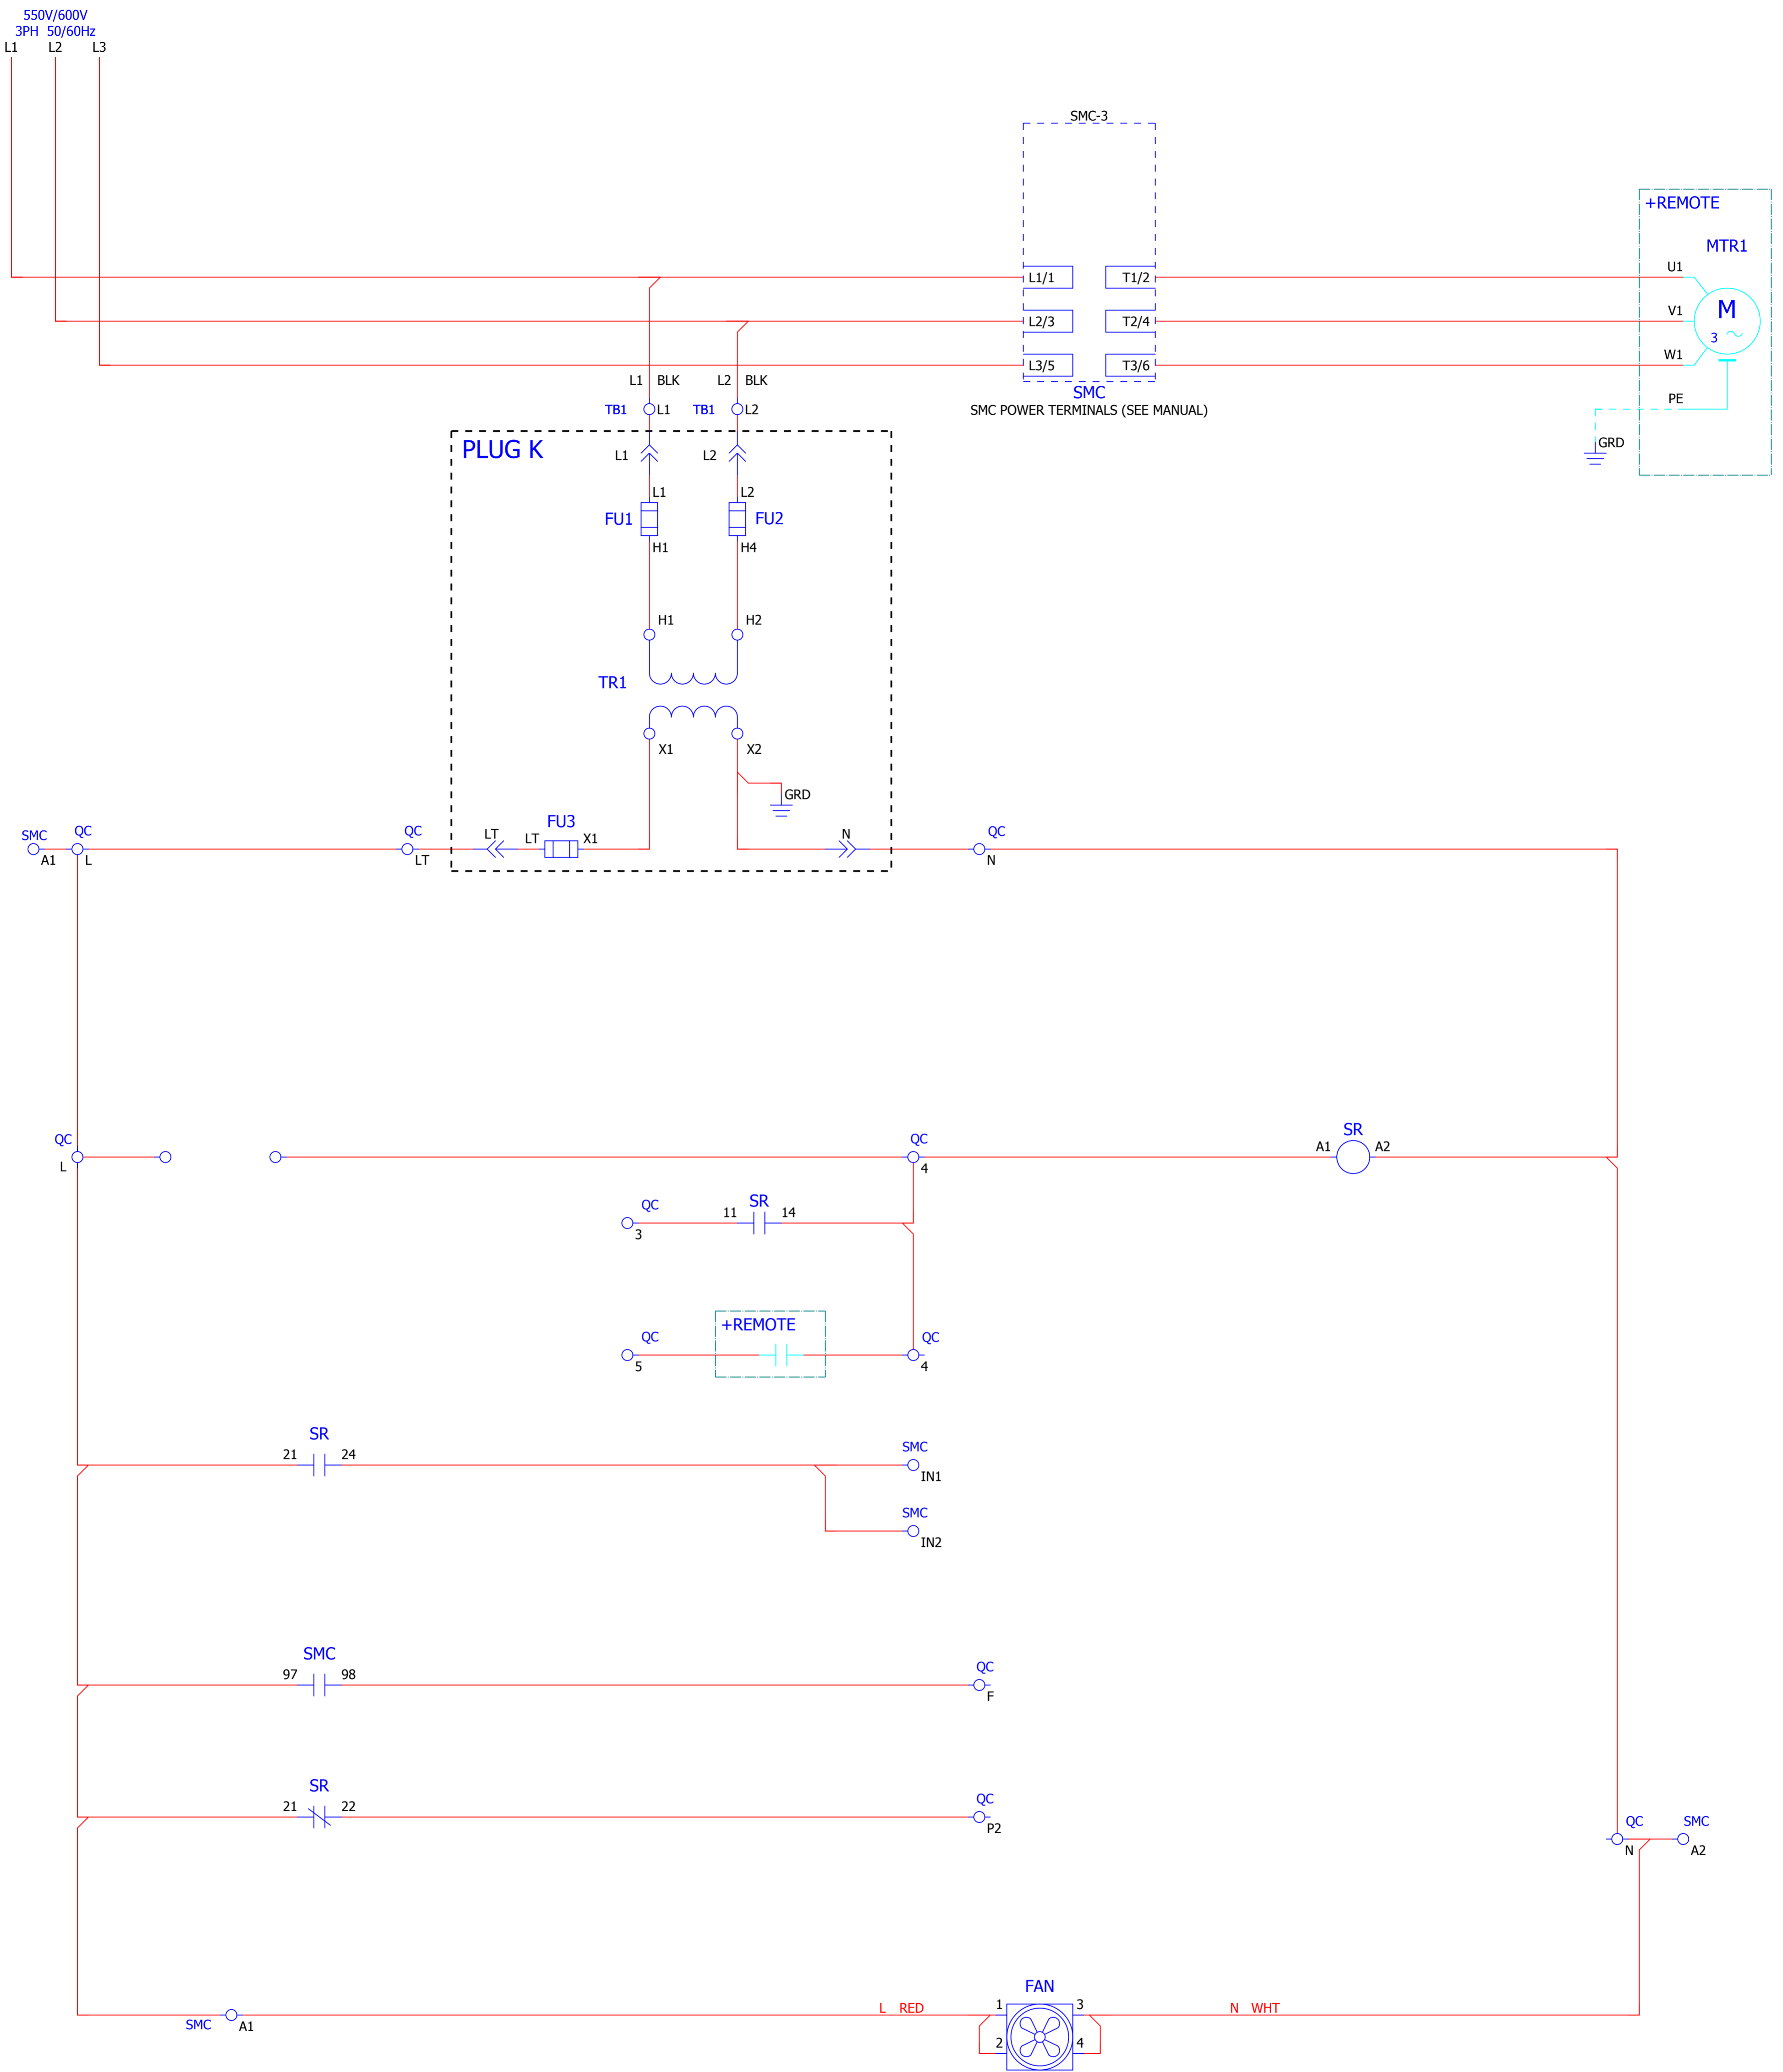 550V/600V
3PH 50/60Hz
L1 L2 L3
SMC-3
+REMOTE
MTR1
L1/1 T1/2 U1
L2/3 T2/4 V1
M
3
L3/5 T3/6 W1
L1 BLK L2 BLK
SMC
PE
TB1 L1 TB1 L2
SMC POWER TERMINALS (SEE MANUAL)
GRD
PLUG K
L1 L2
L1 L2
FU1 FU2
H1 H4
H1 H2
TR1
X1 X2
GRD
FU3
SMC QC QC LT LT X1 N QC
A1 L LT N
QC QC SR
A1 A2
L 4
QC SR
11 14
3
+REMOTE
QC QC
5 4
SR
21 24 SMC
IN1
SMC
IN2
SMC
97 98 QC
F
SR
21 22 QC
P2
QC SMC
N A2
FAN
L RED 1 3 N WHT
SMC A1
2 4